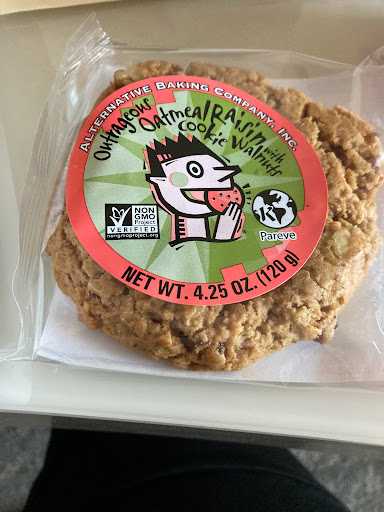 ALTERNATIVE BAKING COMPANY, INC.
Outrageous Oatmeal Raisin
Cookie with Walnuts
NON
GMO
Project
VERIFIED
nongmoproject.org
K
Pareve
NET WT. 4.25 OZ. (120 g)